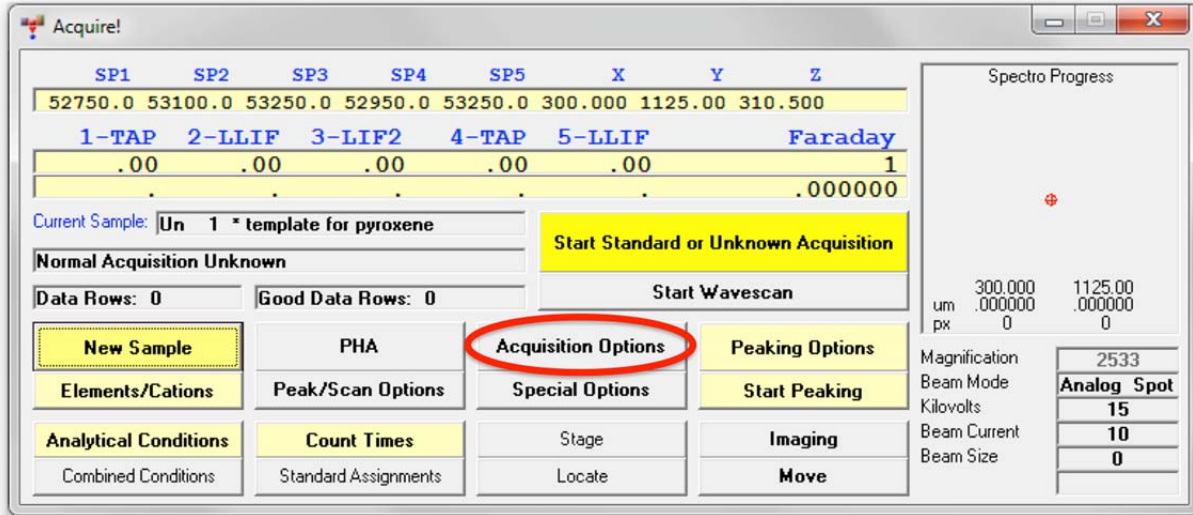 Acquire!
SP1 SP2 SP3 SP4 SP5 X Y Z
52750.0 53100.0 53250.0 52950.0 53250.0 300.000 1125.00 310.500
1-TAP 2-LLIF 3-LIF2 4-TAP 5-LLIF Faraday
.00 .00 .00 .00 .00 1
. . . . . .000000
Current Sample: Un 1 * template for pyroxene
Normal Acquisition Unknown
Data Rows: 0 Good Data Rows: 0
Start Standard or Unknown Acquisition
Start Wavescan
New Sample PHA Acquisition Options Peaking Options
Elements/Cations Peak/Scan Options Special Options Start Peaking
Analytical Conditions Count Times Stage Imaging
Combined Conditions Standard Assignments Locate Move
Spectro Progress
300.000 1125.00
um .000000 .000000
px 0 0
Magnification 2533
Beam Mode Analog Spot
Kilovolts 15
Beam Current 10
Beam Size 0